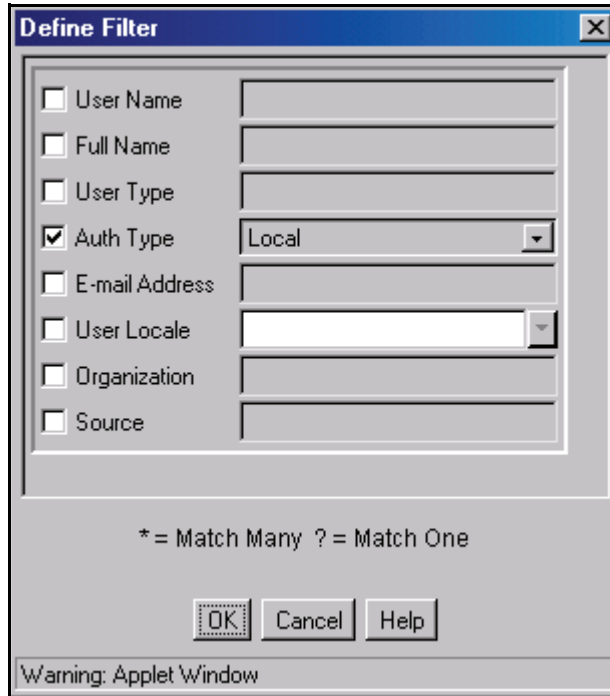 Define Filter
User Name
Full Name
User Type
Auth Type Local
E-mail Address
User Locale
Organization
Source
* = Match Many ? = Match One
OK Cancel Help
Warning: Applet Window